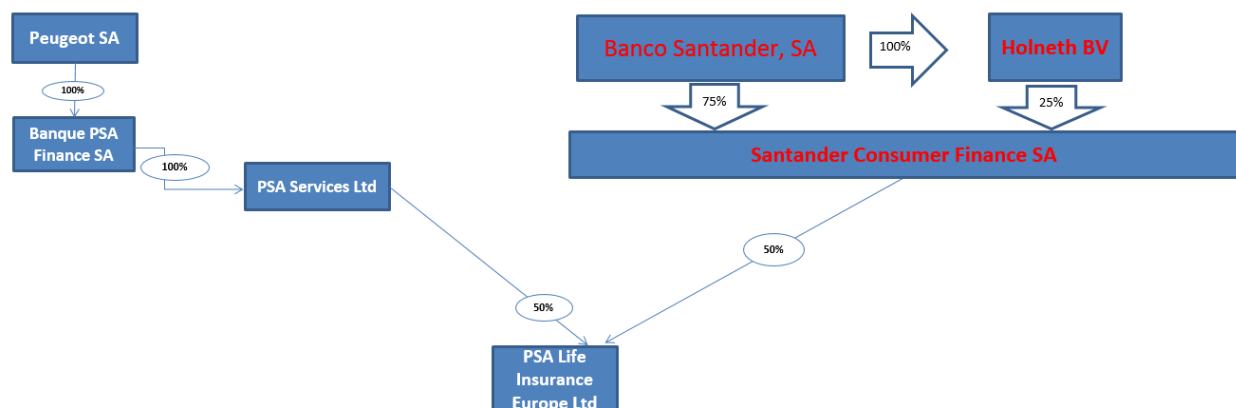 Peugeot SA
Banco Santander, SA
100%
Holneth BV
100%
75%
25%
Banque PSA
Finance SA
100%
Santander Consumer Finance SA
PSA Services Ltd
50%
50%
PSA Life
Insurance
Europe Ltd